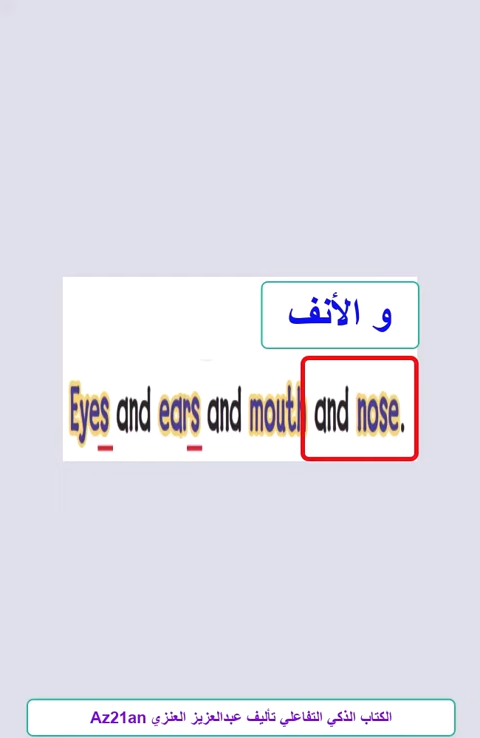 و الأنف
Eyes and ears and mouth and nose.
الكتاب الذكي التفاعلي تأليف عبدالعزيز العنزي Az21an